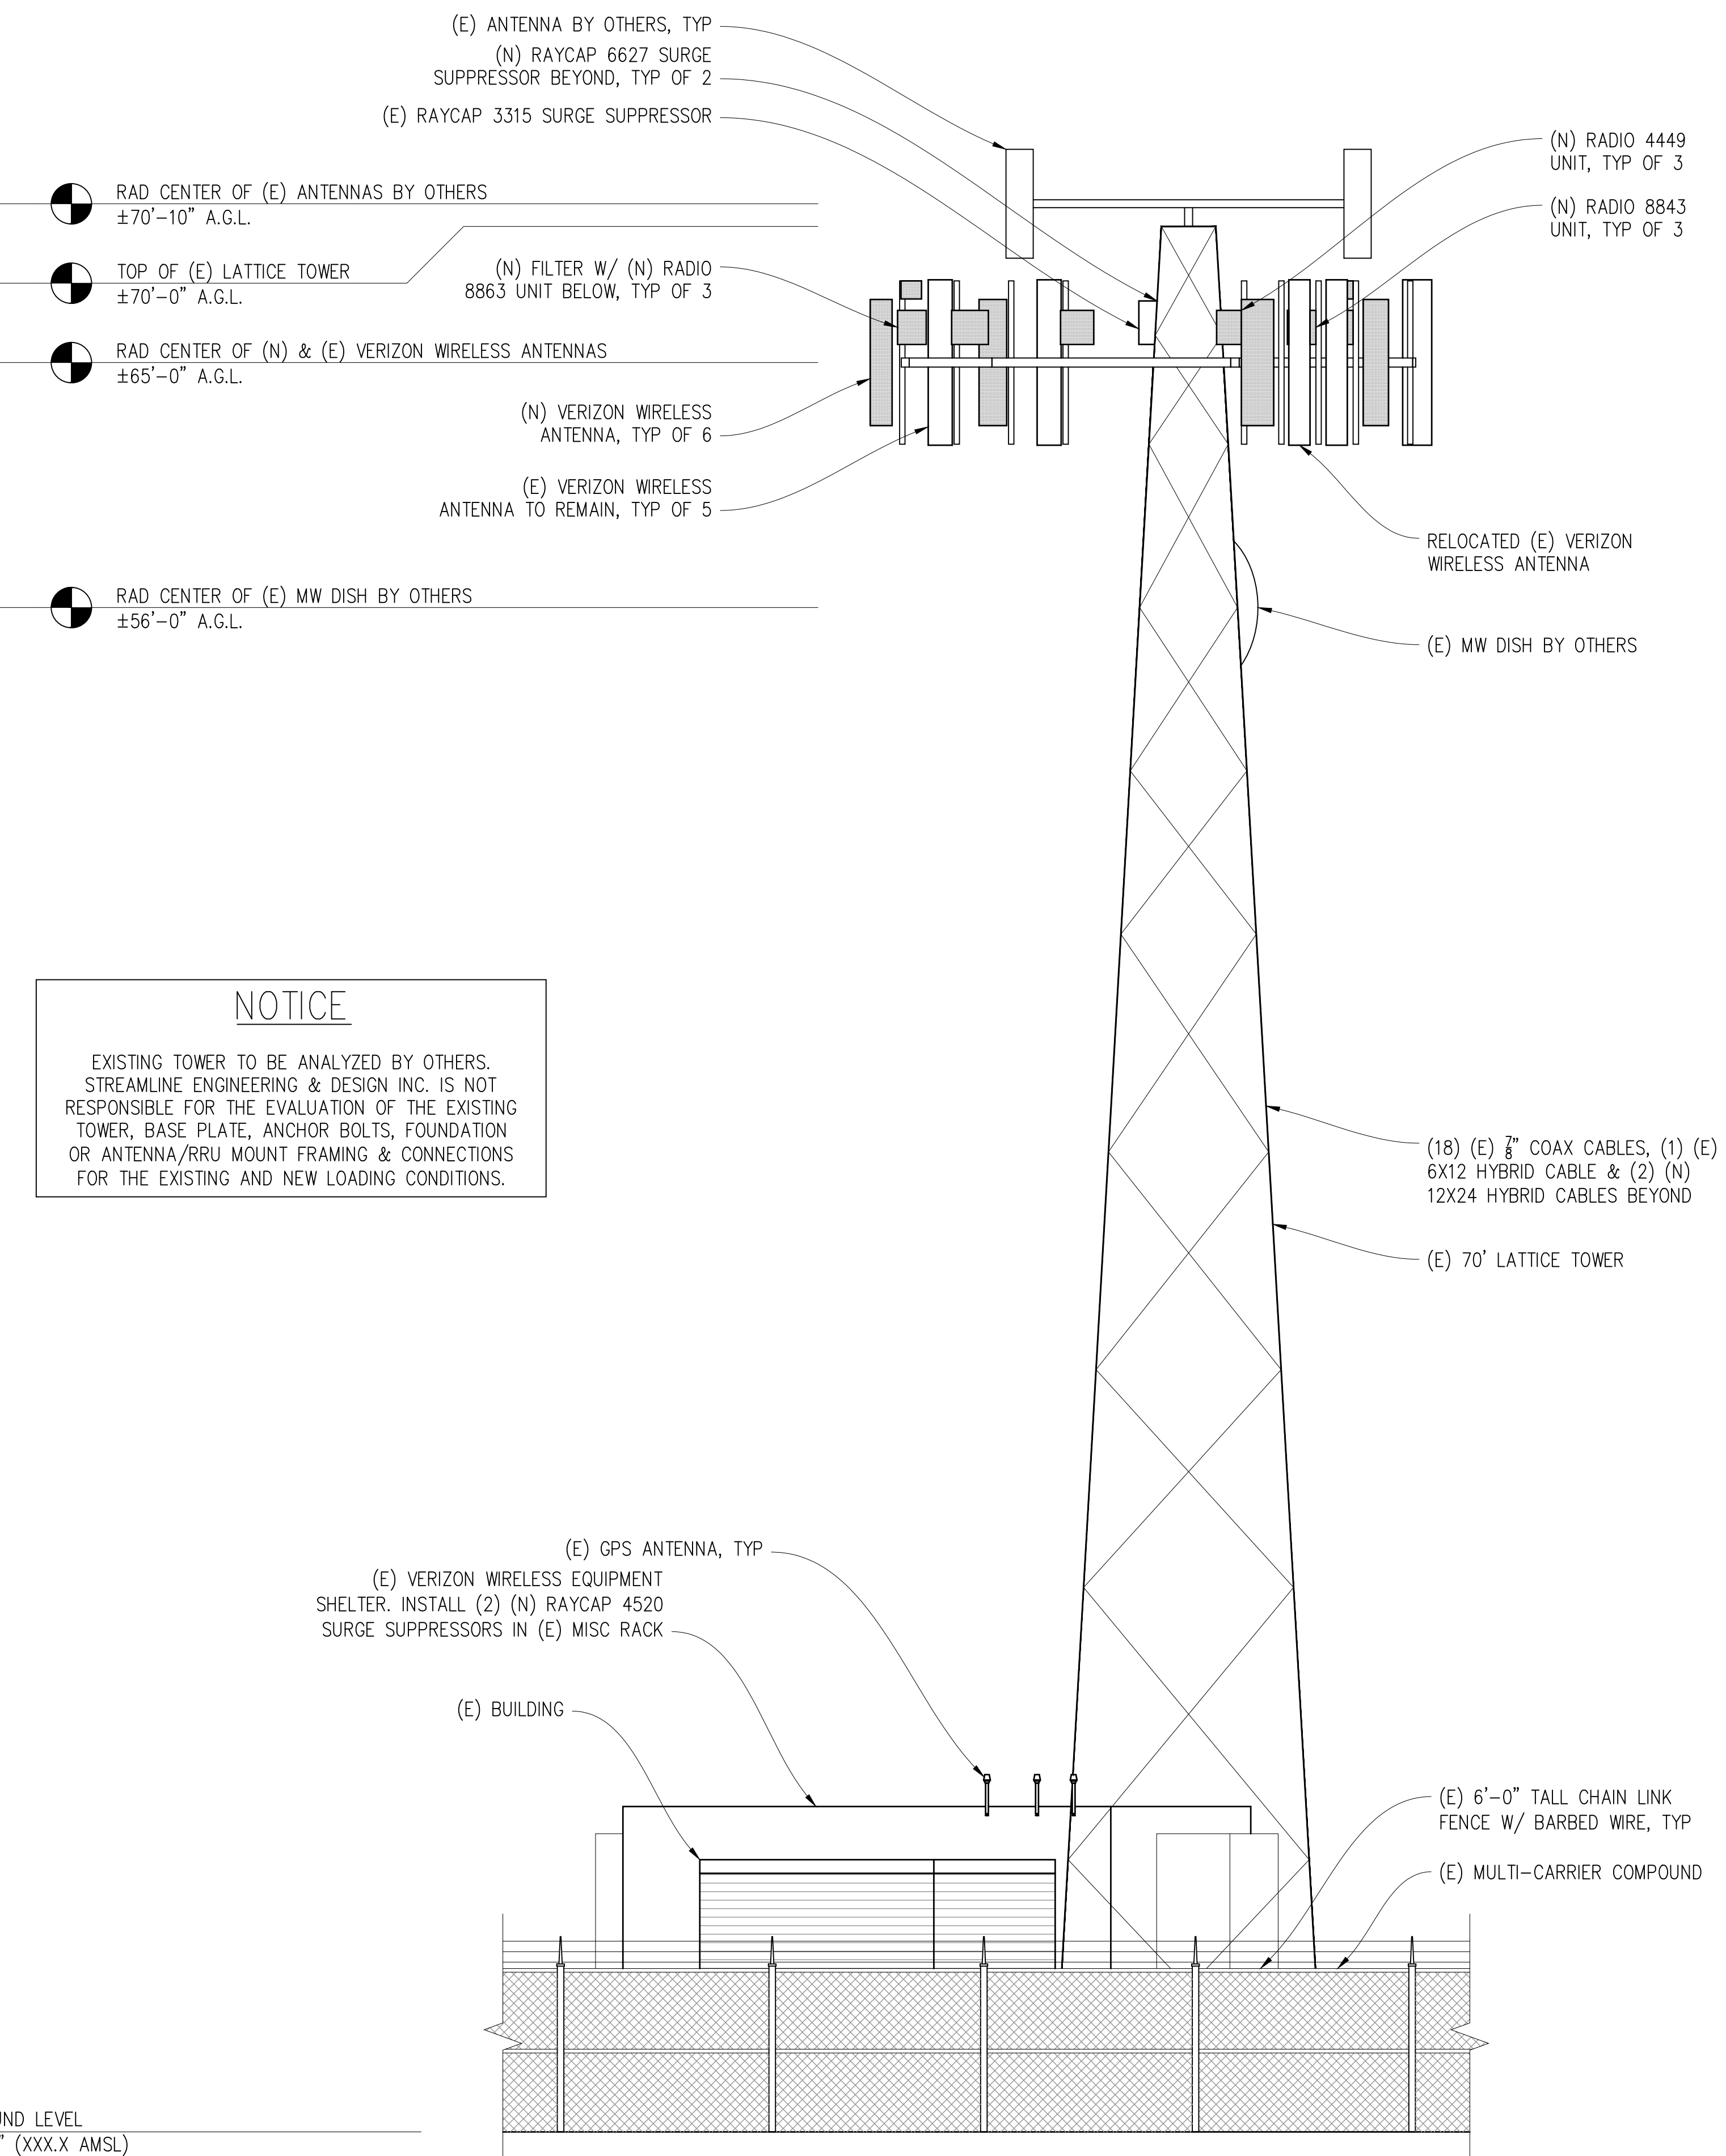 (E) ANTENNA BY OTHERS, TYP
(N) RAYCAP 6627 SURGE
SUPPRESSOR BEYOND, TYP OF 2
(E) RAYCAP 3315 SURGE SUPPRESSOR
(N) RADIO 4449
UNIT, TYP OF 3
(N) RADIO 8843
UNIT, TYP OF 3
RAD CENTER OF (E) ANTENNAS BY OTHERS
±70'-10" A.G.L.
TOP OF (E) LATTICE TOWER
±70'-0" A.G.L.
(N) FILTER W/ (N) RADIO
8863 UNIT BELOW, TYP OF 3
RAD CENTER OF (N) & (E) VERIZON WIRELESS ANTENNAS
±65'-0" A.G.L.
(N) VERIZON WIRELESS
ANTENNA, TYP OF 6
(E) VERIZON WIRELESS
ANTENNA TO REMAIN, TYP OF 5
RELOCATED (E) VERIZON
WIRELESS ANTENNA
RAD CENTER OF (E) MW DISH BY OTHERS
±56'-0" A.G.L.
(E) MW DISH BY OTHERS
NOTICE
EXISTING TOWER TO BE ANALYZED BY OTHERS.
STREAMLINE ENGINEERING & DESIGN INC. IS NOT
RESPONSIBLE FOR THE EVALUATION OF THE EXISTING
TOWER, BASE PLATE, ANCHOR BOLTS, FOUNDATION
OR ANTENNA/RRU MOUNT FRAMING & CONNECTIONS
FOR THE EXISTING AND NEW LOADING CONDITIONS.
(18) (E) 7/8" COAX CABLES, (1) (E)
6X12 HYBRID CABLE & (2) (N)
12X24 HYBRID CABLES BEYOND
(E) 70' LATTICE TOWER
(E) GPS ANTENNA, TYP
(E) VERIZON WIRELESS EQUIPMENT
SHELTER. INSTALL (2) (N) RAYCAP 4520
SURGE SUPPRESSORS IN (E) MISC RACK
(E) BUILDING
(E) 6'-0" TALL CHAIN LINK
FENCE W/ BARBED WIRE, TYP
(E) MULTI-CARRIER COMPOUND
LEVEL
" (XXX.X AMSL)